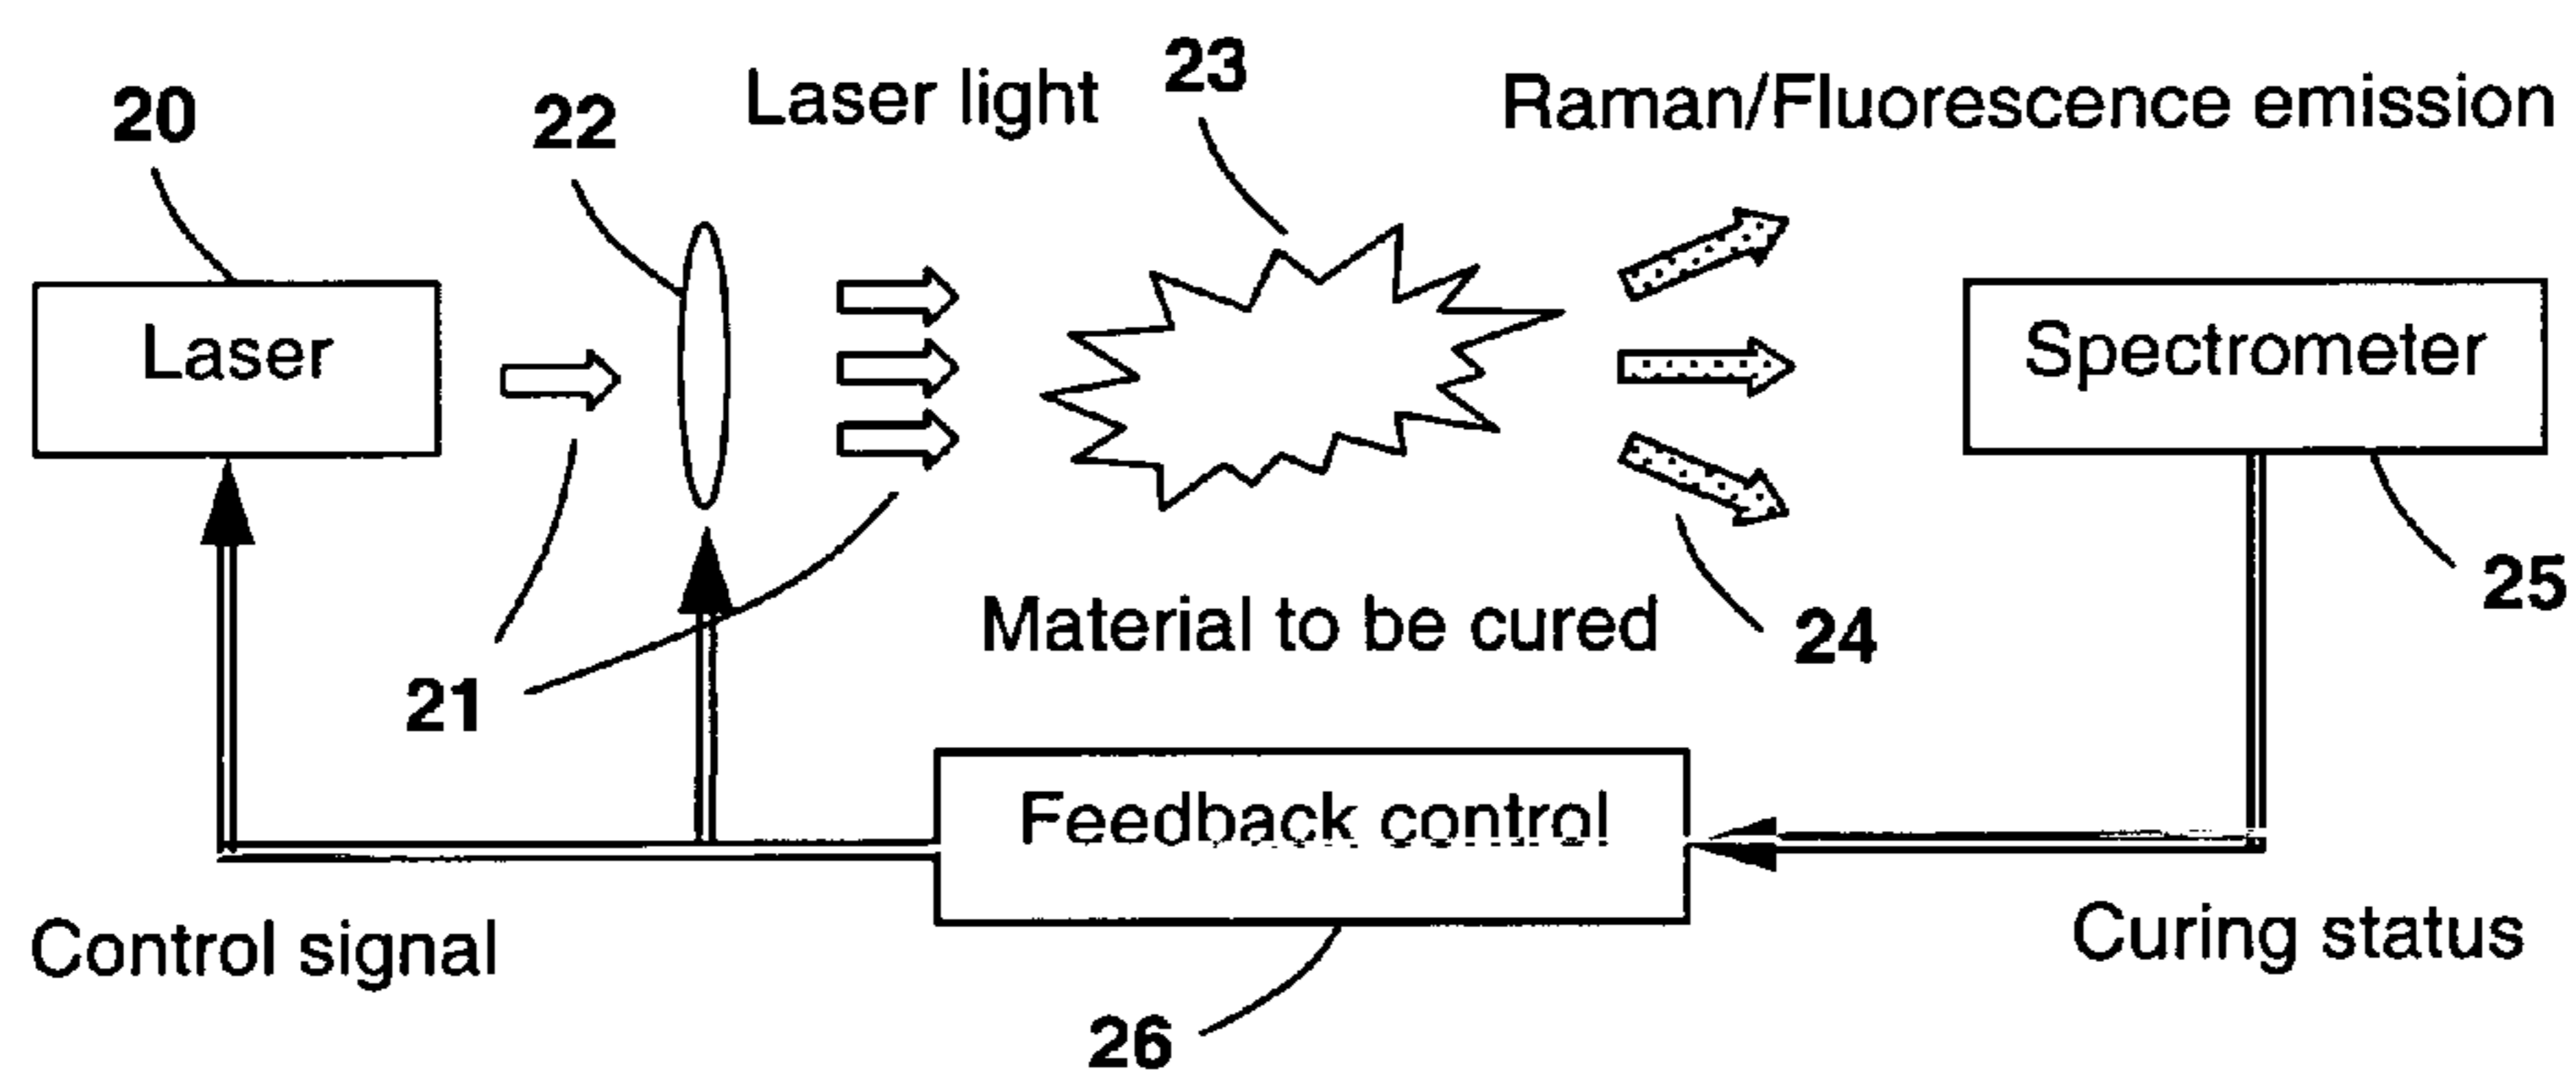 20
22
Laser light
23
Raman/Fluorescence emission
Laser
Spectrometer
21
Material to be cured
24
25
Feedback control
Control signal
Curing status
26